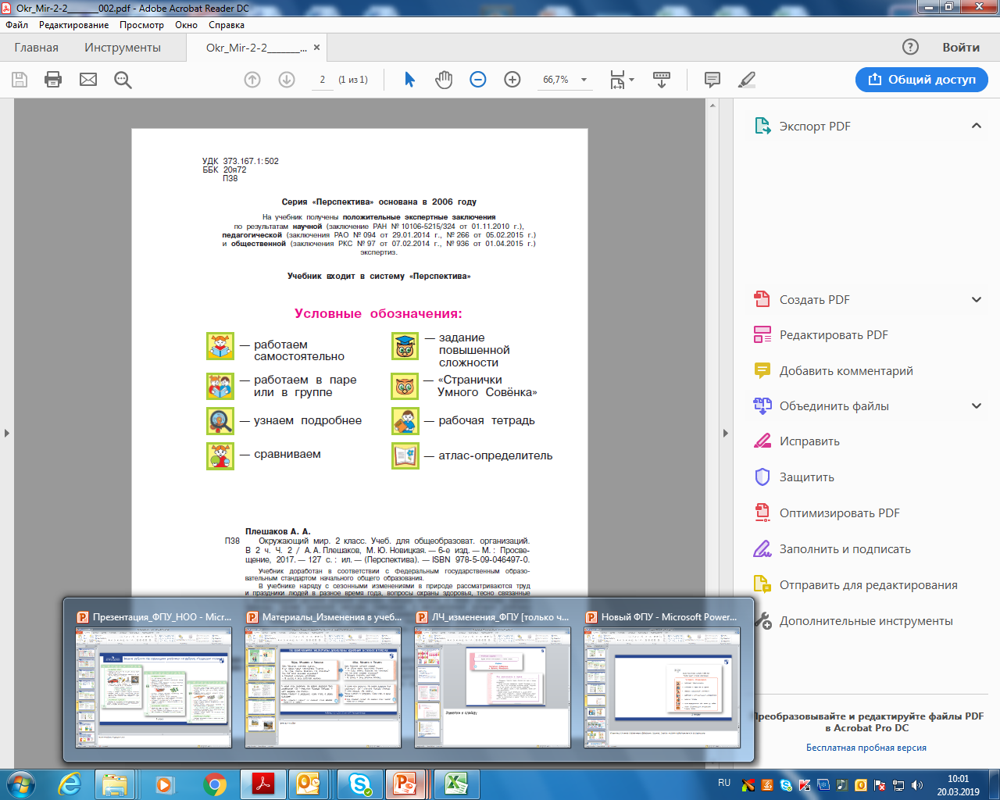 Okr_Mir-2-2_______002.pdf - Adobe Acrobat Reader DC
Файл Редактирование Просмотр Окно Справка
Главная Инструменты Okr_Mir-2-2_______... × Войти
2 (1 из 1) 66,7% Общий доступ
УДК 373.167.1:502
ББК 20я72
П38
Серия «Перспектива» основана в 2006 году
На учебник получены положительные экспертные заключения
по результатам научной (заключение РАН № 10106-5215/324 от 01.11.2010 г.),
педагогической (заключения РАО № 094 от 29.01.2014 г., № 266 от 05.02.2015 г.)
и общественной (заключения РКС № 97 от 07.02.2014 г., № 936 от 01.04.2015 г.)
экспертиз.
Учебник входит в систему «Перспектива»
Условные обозначения:
— работаем
самостоятельно
— работаем в паре
или в группе
— узнаем подробнее
— сравниваем
— задание
повышенной
сложности
— «Странички
Умного Совёнка»
— рабочая тетрадь
— атлас-определитель
Плешаков А. А.
П38 Окружающий мир. 2 класс. Учеб. для общеобразоват. организаций.
В 2 ч. Ч. 2 / А. А. Плешаков, М. Ю. Новицкая. — 6-е изд. — М. : Просве-
щение, 2017. — 127 с. : ил. — (Перспектива). — ISBN 978-5-09-046497-0.
Учебник доработан в соответствии с Федеральным государственным образо-
вательным стандартом начального общего образования.
В учебнике наряду с сезонными изменениями в природе рассматриваются труд
и праздники людей в разное время года, вопросы охраны здоровья, тесно связанные
Экспорт PDF
Создать PDF
Редактировать PDF
Добавить комментарий
Объединить файлы
Исправить
Защитить
Оптимизировать PDF
Заполнить и подписать
Отправить для редактирования
Дополнительные инструменты
Преобразовывайте и редактируйте файлы PDF
в Acrobat Pro DC
Бесплатная пробная версия
Презентация_ФПУ_НОО - Micr...
Материалы_Изменения в учеб...
ЛЧ_изменения_ФПУ [только ч...
Новый ФПУ - Microsoft Power...
Заметки к слайду
RU 10:01
20.03.2019